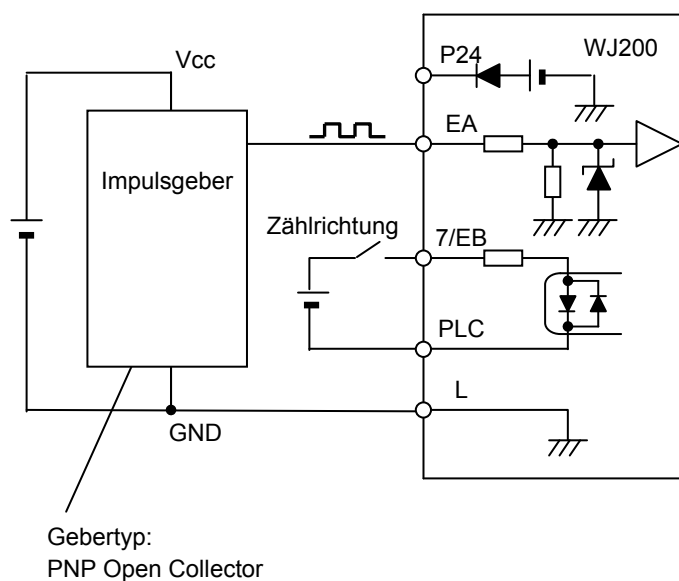 Vcc
P24
WJ200
EA
Impulsgeber
Zählrichtung
7/EB
PLC
L
GND
Gebertyp:
PNP Open Collector